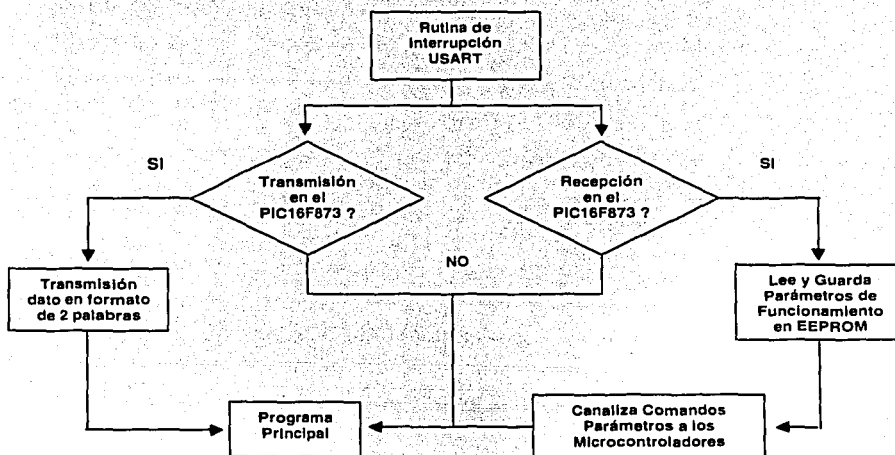 Rutina de
Interrupción
USART
SI
Transmisión
en el
PIC16F873 ?
Recepción
en el
PIC16F873 ?
SI
NO
Transmisión
dato en formato
de 2 palabras
Lee y Guarda
Parámetros de
Funcionamiento
en EEPROM
Programa
Principal
Canaliza Comandos
Parámetros a los
Microcontroladores